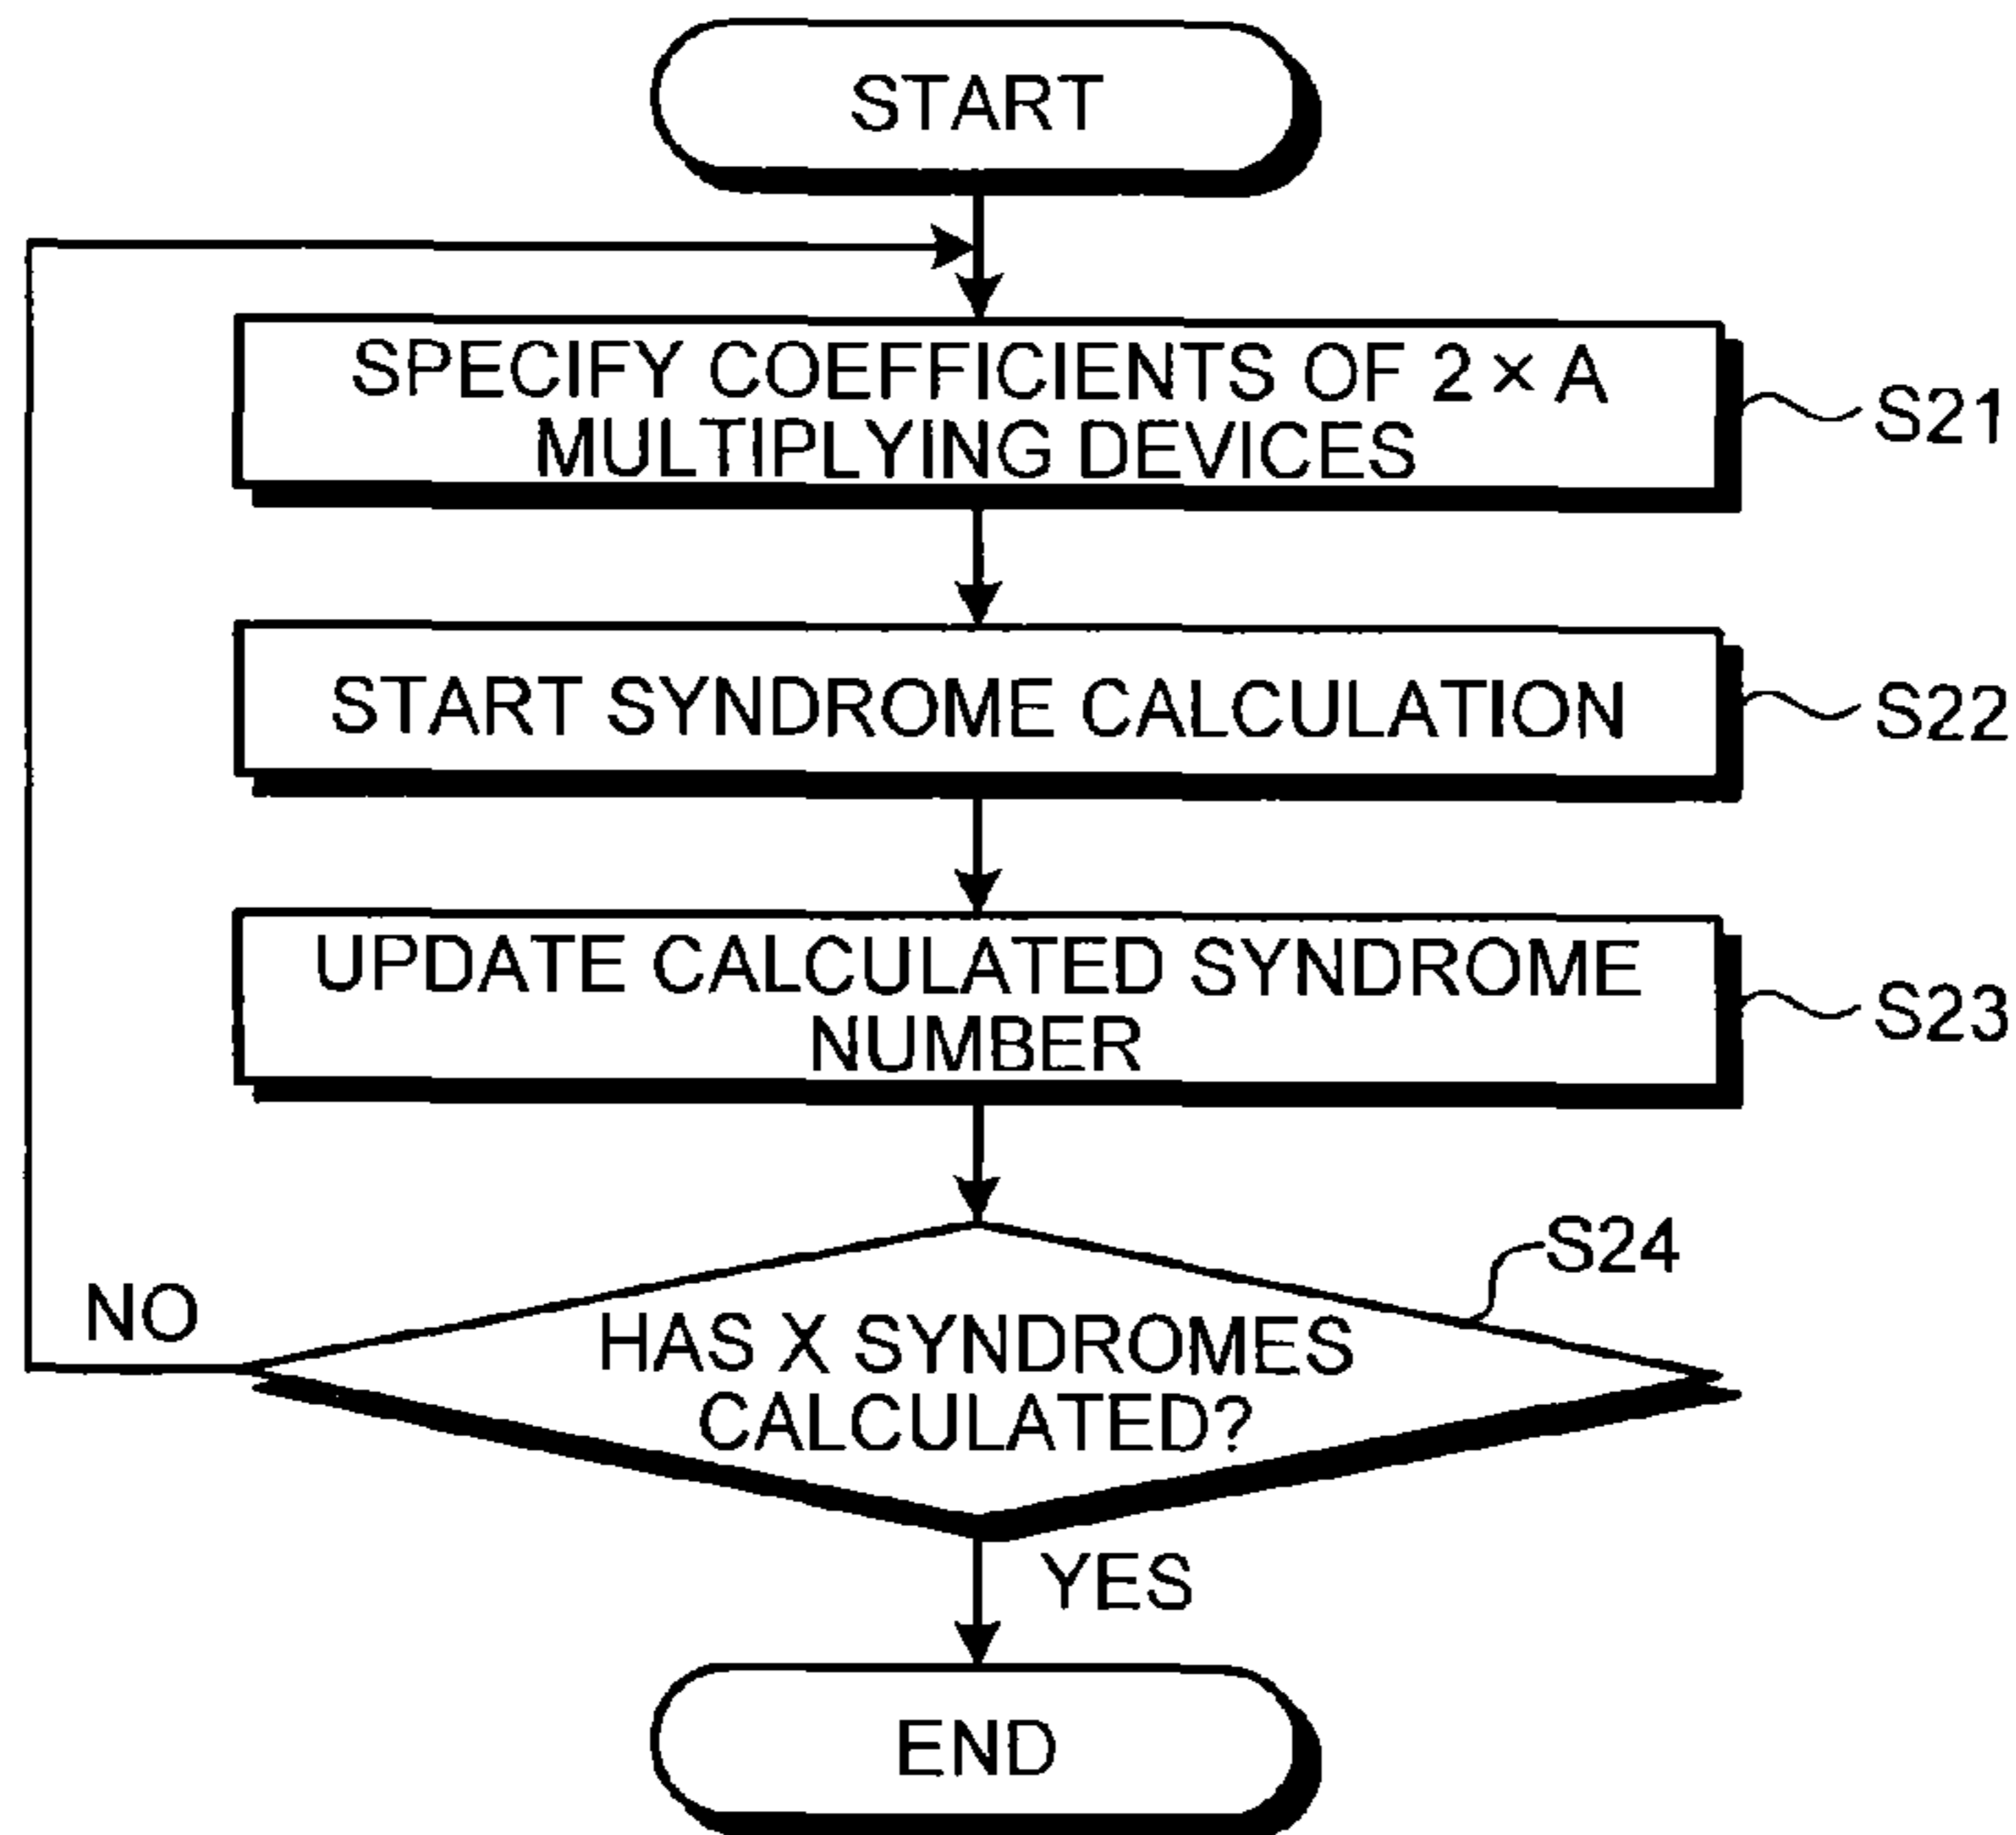 START
SPECIFY COEFFICIENTS OF 2 × A
MULTIPLYING DEVICES
S21
START SYNDROME CALCULATION
S22
UPDATE CALCULATED SYNDROME
NUMBER
S23
S24
NO
HAS X SYNDROMES
CALCULATED?
YES
END